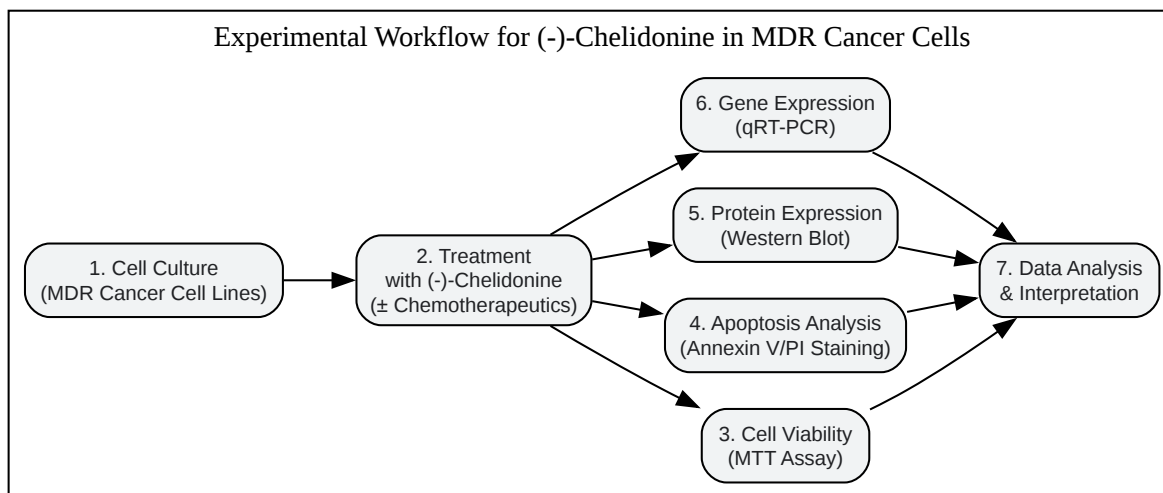 Experimental Workflow for (-)-Chelidonine in MDR Cancer Cells
6. Gene Expression
(qRT-PCR)
5. Protein Expression
(Western Blot)
1. Cell Culture
(MDR Cancer Cell Lines)
2. Treatment
with (-)-Chelidonine
(± Chemotherapeutics)
7. Data Analysis
& Interpretation
4. Apoptosis Analysis
(Annexin V/PI Staining)
3. Cell Viability
(MTT Assay)